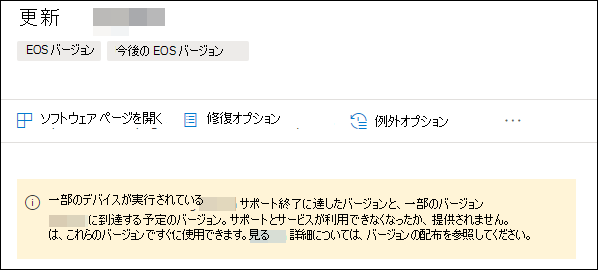 更新
EOS バージョン 今後の EOS バージョン
ソフトウェア ページを開く 修復オプション 例外オプション ...
一部のデバイスが実行されている サポート終了に達したバージョンと、一部のバージョン
に到達する予定のバージョン。サポートとサービスが利用できなくなったか、提供されません。
は、これらのバージョンですぐに使用できます。見る 詳細については、バージョンの配布を参照してください。